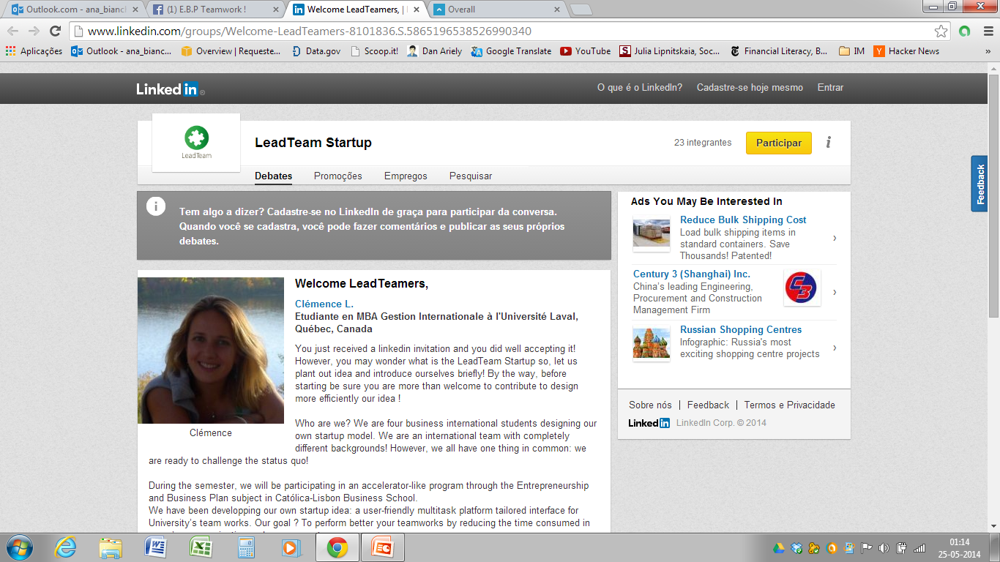 Outlook.com - ana_bianch
(1) E.B.P Teamwork !
Welcome LeadTeamers, |
Overall
www.linkedin.com/groups/Welcome-LeadTeamers-8101836.S.5865196538526990340
Aplicações
Outlook - ana_bianc...
Overview | Requeste...
Data.gov
Scoop.it!
Dan Ariely
Google Translate
YouTube
Julia Lipnitskaia, Soc...
Financial Literacy, B...
IM
Hacker News
»
Linked in ®
O que é o LinkedIn?
Cadastre-se hoje mesmo
Entrar
LeadTeam
LeadTeam Startup
23 integrantes
Participar
i
Debates
Promoções
Empregos
Pesquisar
Feedback
i
Tem algo a dizer? Cadastre-se no LinkedIn de graça para participar da conversa.
Quando você se cadastra, você pode fazer comentários e publicar as seus próprios
debates.
Clémence
Welcome LeadTeamers,
Clémence L.
Etudiante en MBA Gestion Internationale à l'Université Laval,
Québec, Canada
You just received a linkedin invitation and you did well accepting it!
However, you may wonder what is the LeadTeam Startup so, let us
plant out idea and introduce ourselves briefly! By the way, before
starting be sure you are more than welcome to contribute to design
more efficiently our idea !
Who are we? We are four business international students designing our
own startup model. We are an international team with completely
different backgrounds! However, we all have one thing in common: we
are ready to challenge the status quo!
During the semester, we will be participating in an accelerator-like program through the Entrepreneurship
and Business Plan subject in Católica-Lisbon Business School.
We have been developping our own startup idea: a user-friendly multitask platform tailored interface for
University's team works. Our goal ? To perform better your teamworks by reducing the time consumed in
Ads You May Be Interested In
Reduce Bulk Shipping Cost
Load bulk shipping items in
standard containers. Save
Thousands! Patented!
Century 3 (Shanghai) Inc.
China's leading Engineering,
Procurement and Construction
Management Firm
C3
Russian Shopping Centres
Infographic: Russia's most
exciting shopping centre projects
Sobre nós | Feedback | Termos e Privacidade
Linked in LinkedIn Corp. © 2014
01:14
25-05-2014